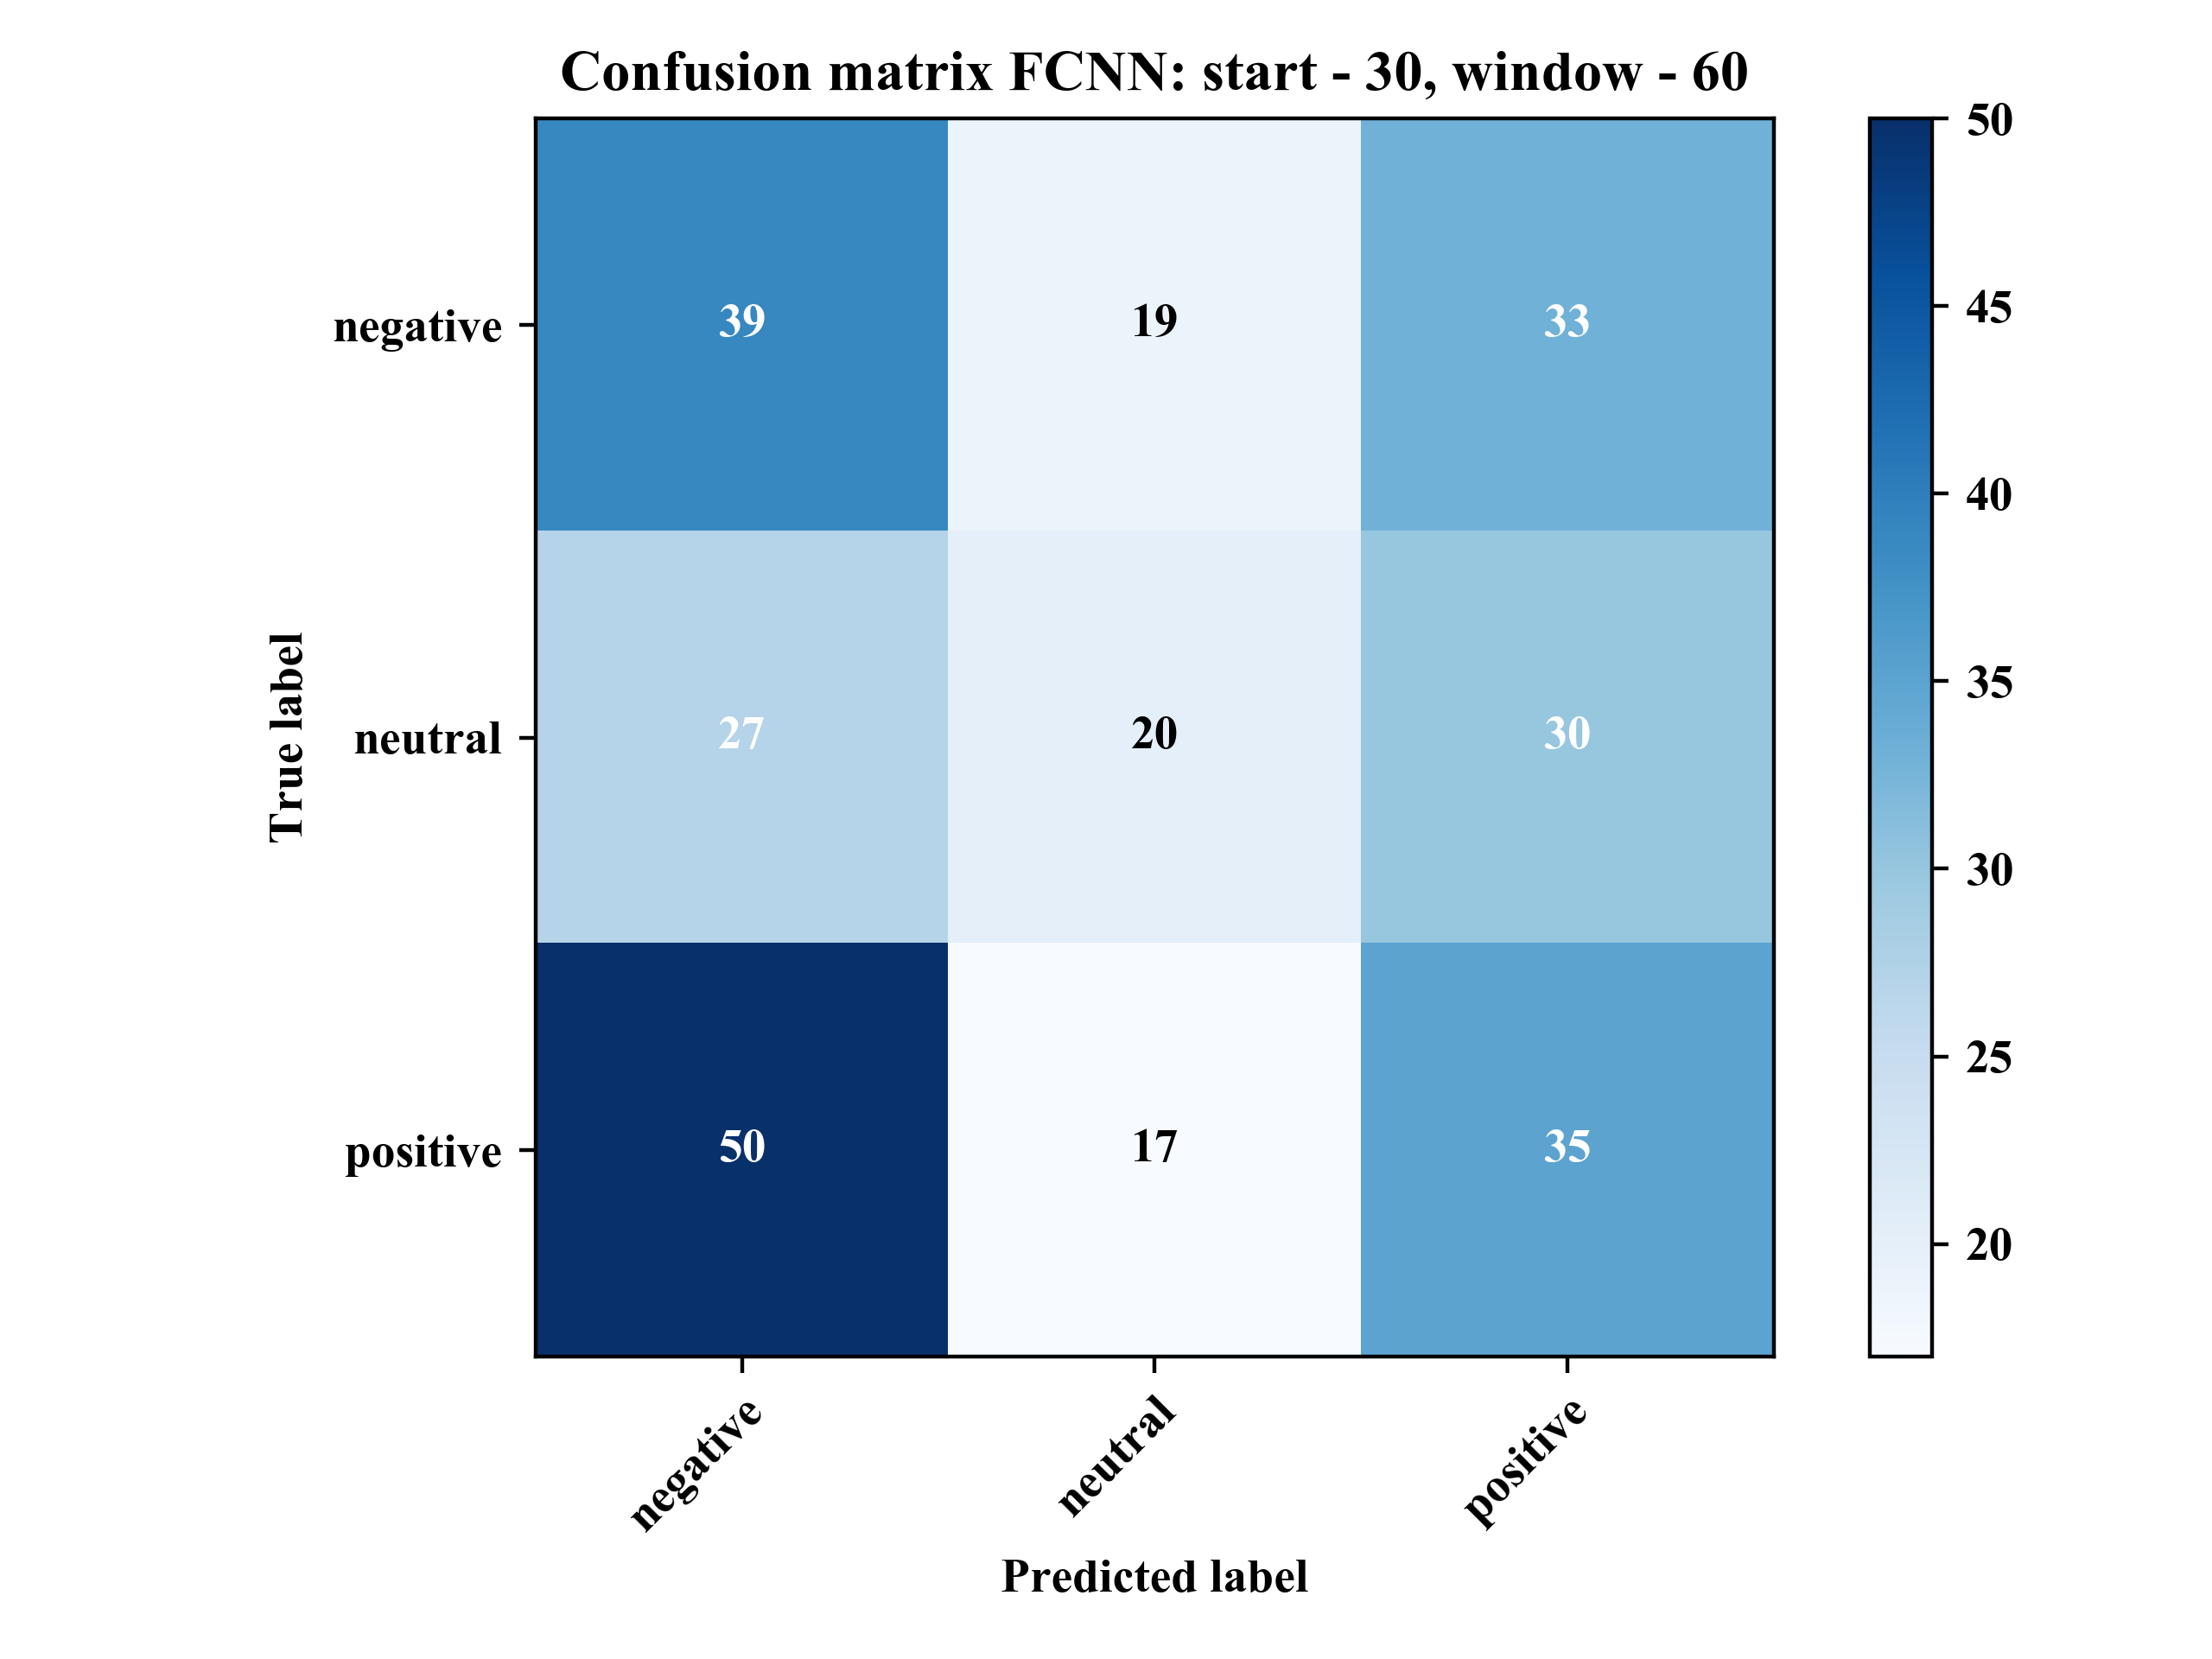 Confusion matrix FCNN: start - 30, window - 60
True label
negative
39
19
33
neutral
27
20
30
positive
50
17
35
negative
neutral
positive
Predicted label
50
45
40
35
30
25
20